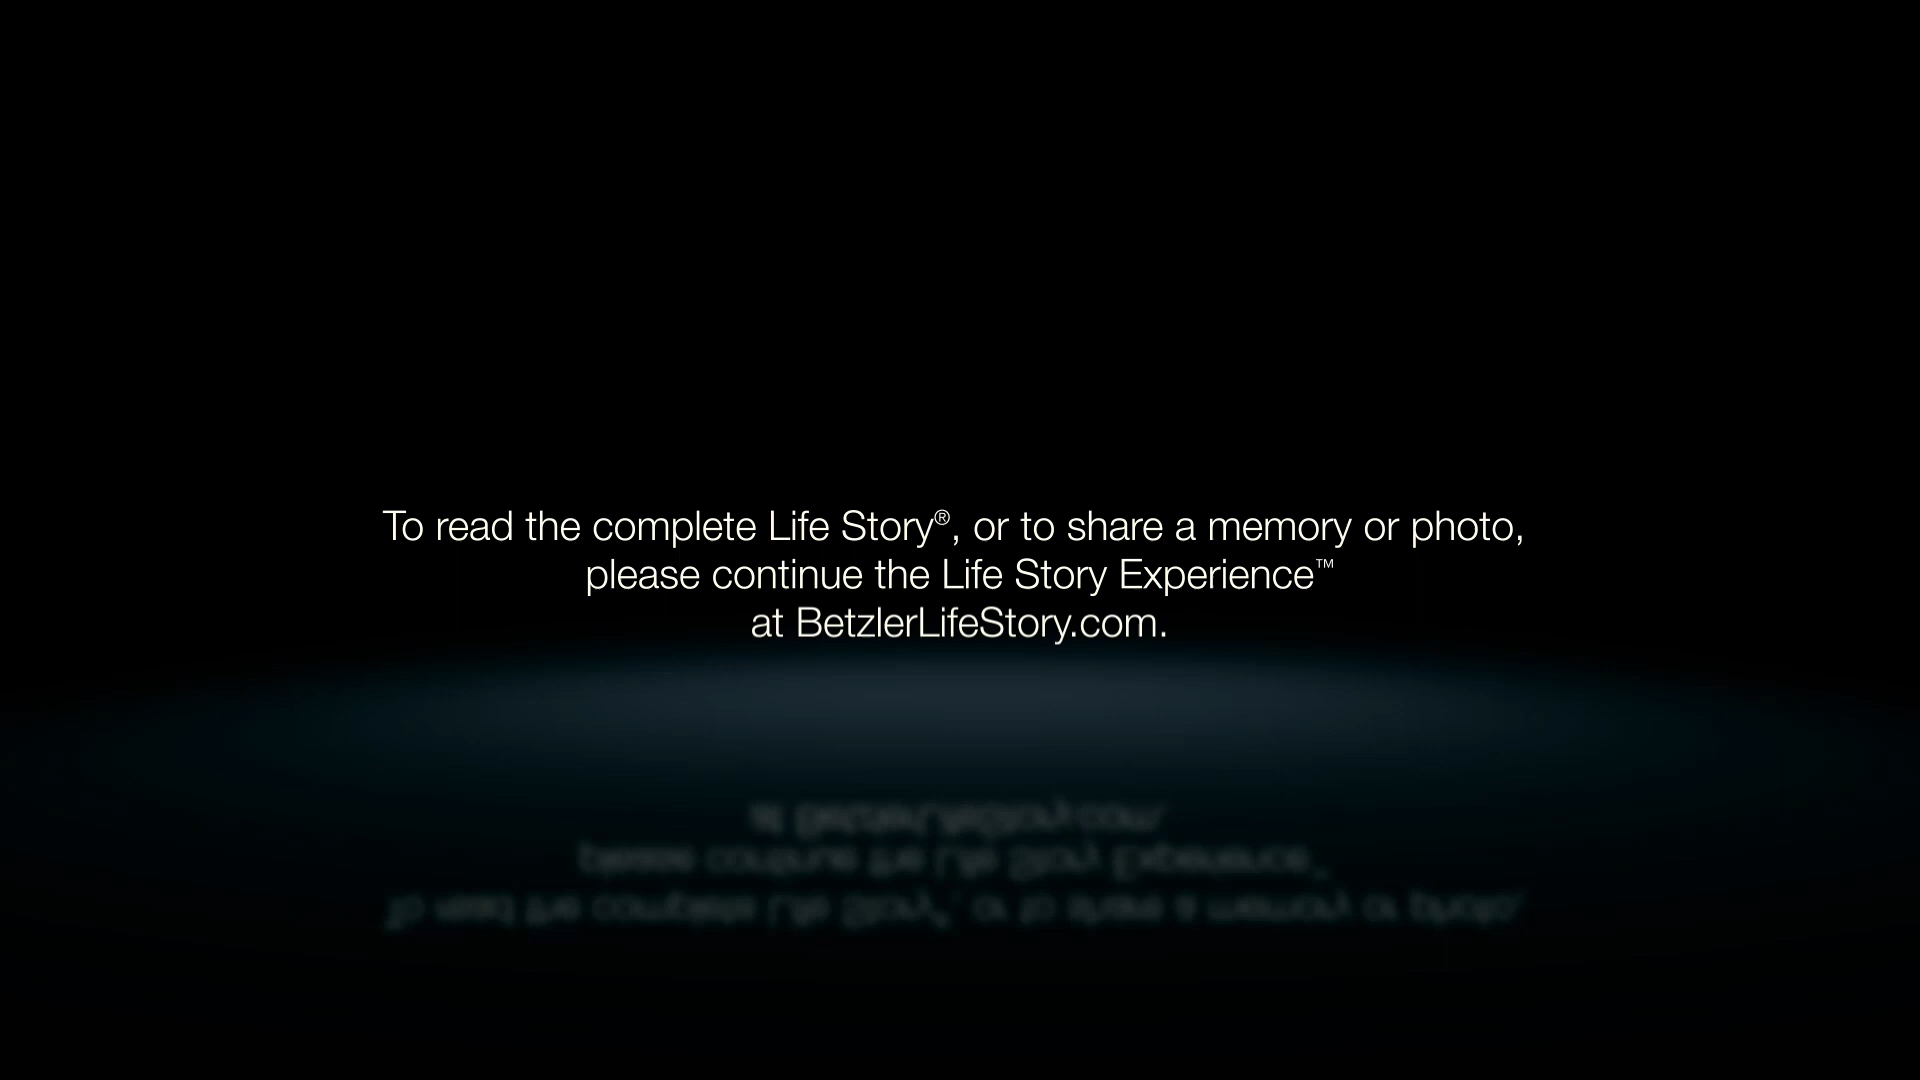 To read the complete Life Story®, or to share a memory or photo,
please continue the Life Story Experience™
at BetzlerLifeStory.com.